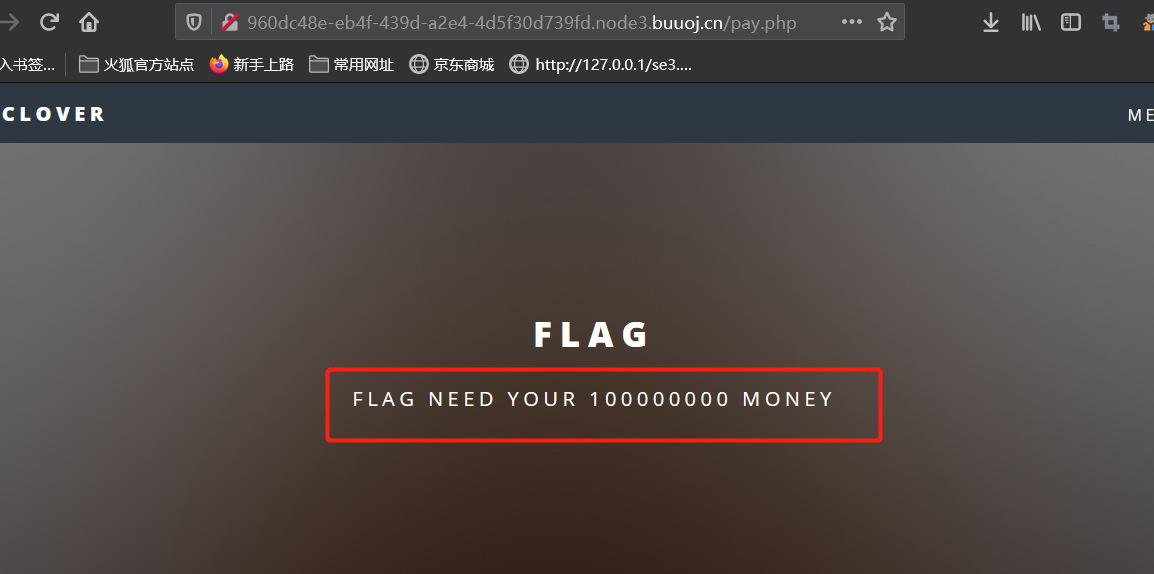 960dc48e-eb4f-439d-a2e4-4d5f30d739fd.node3.buuoj.cn/pay.php
入书签... 火狐官方站点 新手上路 常用网址 京东商城 http://127.0.0.1/se3....
CLOVER ME
FLAG
FLAG NEED YOUR 100000000 MONEY